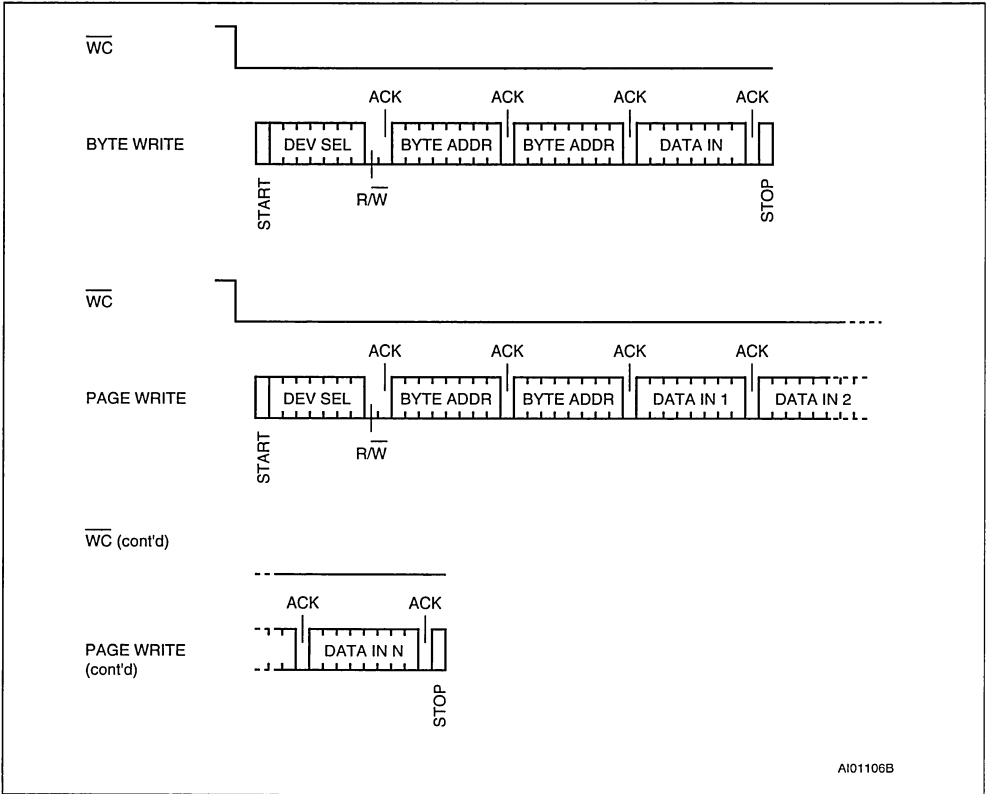 WC
ACK ACK ACK ACK
BYTE WRITE DEV SEL BYTE ADDR BYTE ADDR DATA IN
R/W
START STOP
WC
ACK ACK ACK ACK
PAGE WRITE DEV SEL BYTE ADDR BYTE ADDR DATA IN 1 DATA IN 2
R/W
START
WC (cont'd)
ACK ACK
PAGE WRITE DATA IN N
(cont'd)
STOP
AI01106B